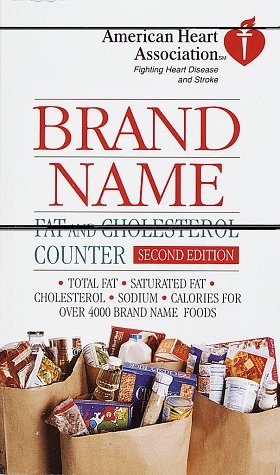 American Heart
Association℠
Fighting Heart Disease
and Stroke
BRAND
NAME
FAT AND CHOLESTEROL
COUNTER SECOND EDITION
• TOTAL FAT • SATURATED FAT •
CHOLESTEROL • SODIUM • CALORIES FOR
OVER 4000 BRAND NAME FOODS